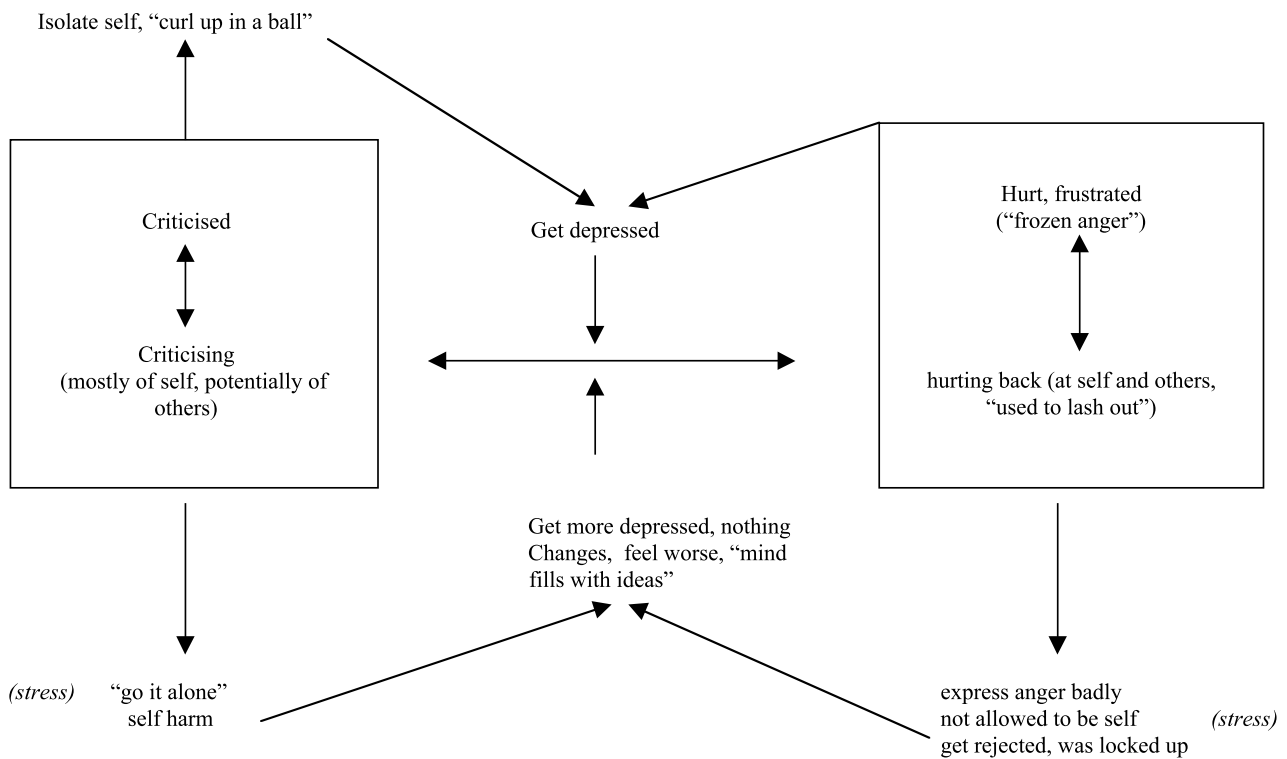 Isolate self, “curl up in a ball”
Criticised
Criticising
(mostly of self, potentially of
others)
Get depressed
Hurt, frustrated
(“frozen anger”)
hurting back (at self and others,
“used to lash out”)
Get more depressed, nothing
Changes,  feel worse, “mind
fills with ideas”
(stress)
“go it alone”
self harm
express anger badly
not allowed to be self
get rejected, was locked up
(stress)